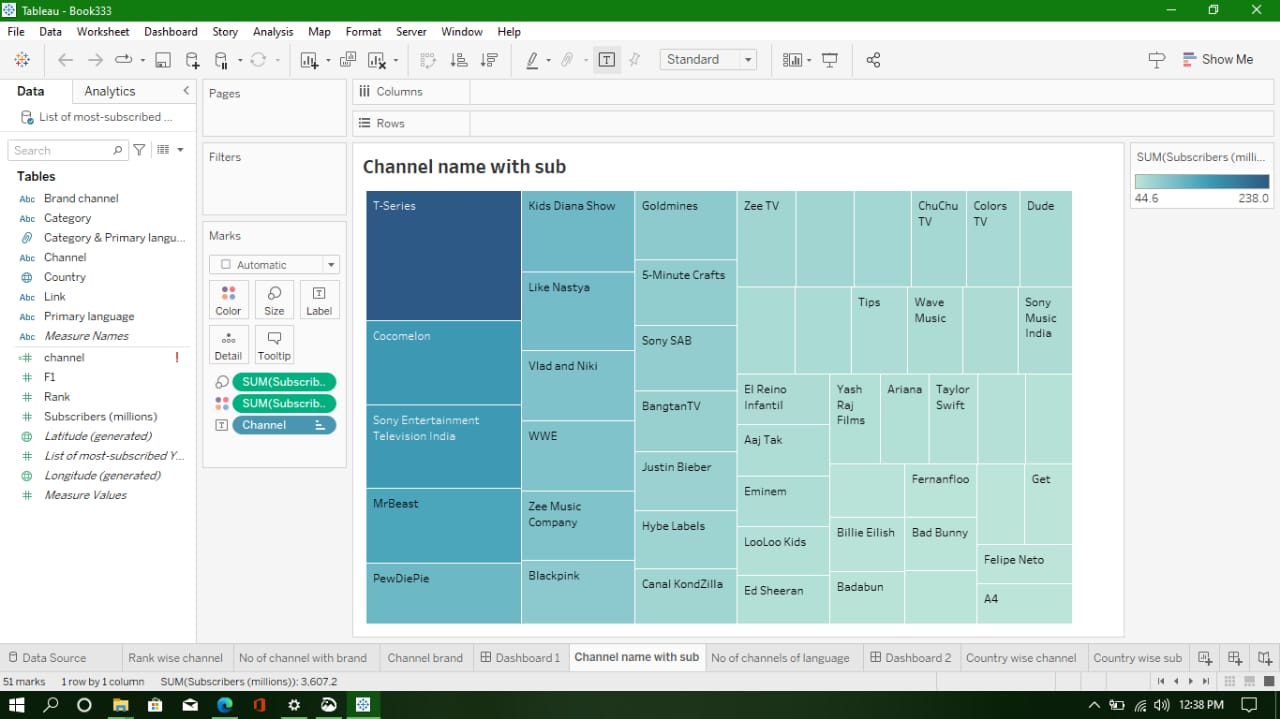 Tableau - Book333
File Data Worksheet Dashboard Story Analysis Map Format Server Window Help
Standard
Show Me
Data Analytics
Pages
Columns
Rows
List of most-subscribed ...
Search
Filters
Tables
Brand channel
Category
Category & Primary langu...
Channel
Country
Link
Primary language
Measure Names
channel
F1
Rank
Subscribers (millions)
Latitude (generated)
List of most-subscribed Y...
Longitude (generated)
Measure Values
Marks
Automatic
Color Size Label
Detail Tooltip
SUM(Subscrib..
SUM(Subscrib..
Channel
Channel name with sub
T-Series
Cocomelon
Sony Entertainment
Television India
MrBeast
PewDiePie
Kids Diana Show
Like Nastya
Vlad and Niki
WWE
Zee Music
Company
Blackpink
Goldmines
5-Minute Crafts
Sony SAB
BangtanTV
Justin Bieber
Hybe Labels
Canal KondZilla
Zee TV
ChuChu
TV
Colors
TV
Dude
Tips
Wave
Music
Sony
Music
India
El Reino
Infantil
Aaj Tak
Eminem
LooLoo Kids
Ed Sheeran
Yash
Raj
Films
Ariana
Taylor
Swift
Fernanfloo
Get
Billie Eilish
Bad Bunny
Felipe Neto
Badabun
A4
SUM(Subscribers (milli...
44.6 238.0
Data Source Rank wise channel No of channel with brand Channel brand Dashboard 1 Channel name with sub No of channels of language Dashboard 2 Country wise channel Country wise sub
51 marks 1 row by 1 column SUM(Subscribers (millions)): 3,607.2
12:38 PM